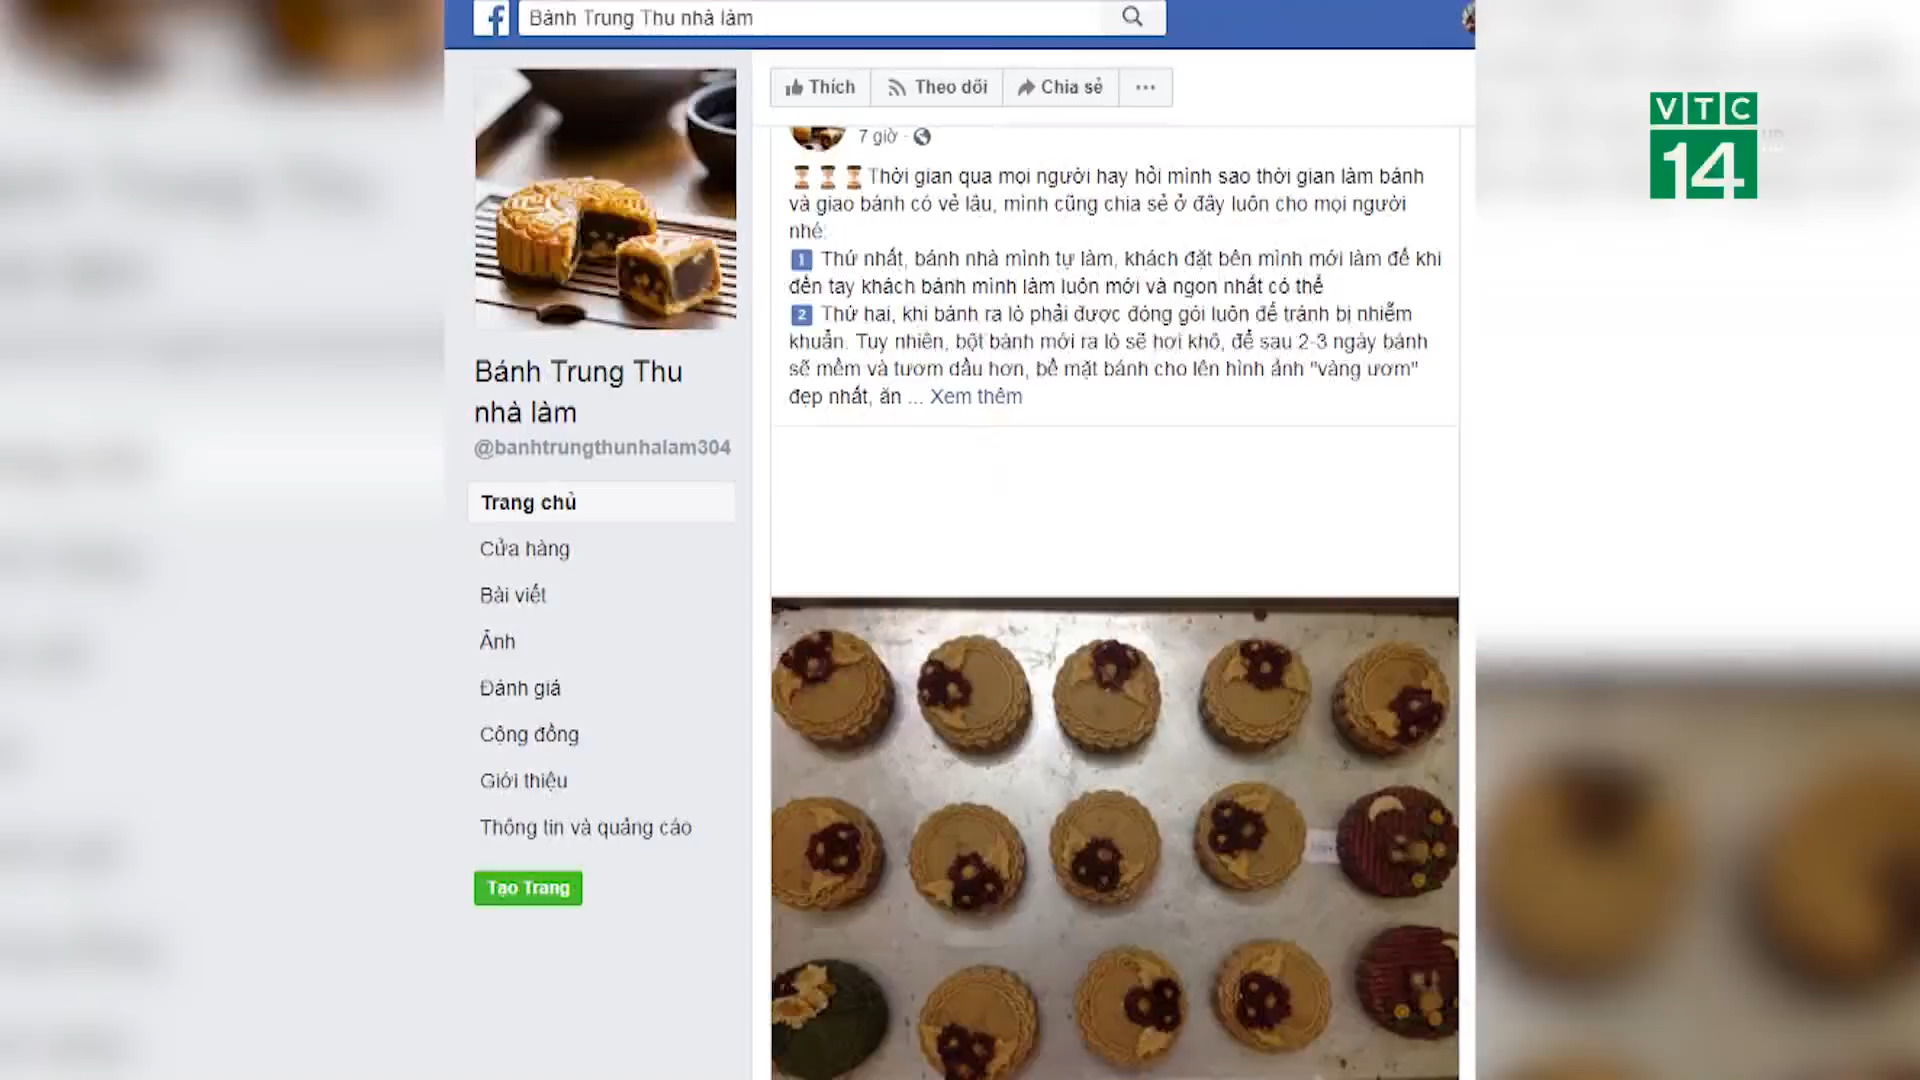 Bánh Trung Thu nhà làm
Thích
Theo dõi
Chia sẻ
...
VTC
14
7 giờ ·
Thời gian qua mọi người hay hỏi mình sao thời gian làm bánh
và giao bánh có vẻ lâu, mình cũng chia sẻ ở đây luôn cho mọi người
nhé:
1 Thứ nhất, bánh nhà mình tự làm, khách đặt bên mình mới làm để khi
đến tay khách bánh mình làm luôn mới và ngon nhất có thể
2 Thứ hai, khi bánh ra lò phải được đóng gói luôn để tránh bị nhiễm
khuẩn. Tuy nhiên, bột bánh mới ra lò sẽ hơi khô, để sau 2-3 ngày bánh
sẽ mềm và tươm dầu hơn, bề mặt bánh cho lên hình ảnh "vàng ươm"
đẹp nhất, ăn ... Xem thêm
Bánh Trung Thu
nhà làm
@banhtrungthunhalam304
Trang chủ
Cửa hàng
Bài viết
Ảnh
Đánh giá
Cộng đồng
Giới thiệu
Thông tin và quảng cáo
Tạo Trang